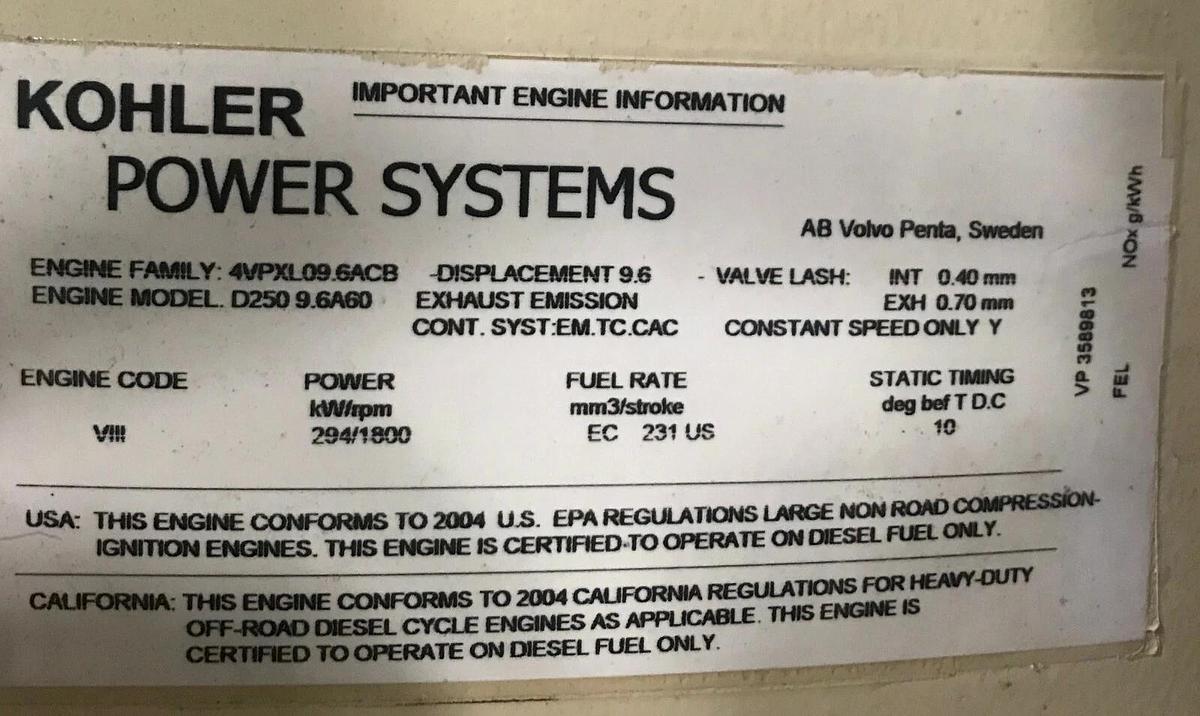 KOHLER
POWER SYSTEMS
IMPORTANT ENGINE INFORMATION
AB Volvo Penta, Sweden
ENGINE FAMILY: 4VPXL09.6ACB -DISPLACEMENT 9.6 - VALVE LASH: INT 0.40 mm
ENGINE MODEL. D250 9.6A60 EXHAUST EMISSION EXH 0.70 mm
CONT. SYST:EM.TC.CAC CONSTANT SPEED ONLY Y
ENGINE CODE POWER FUEL RATE STATIC TIMING
kW/rpm mm3/stroke deg bef T D.C
VIII 294/1800 EC 231 US 10
USA: THIS ENGINE CONFORMS TO 2004 U.S. EPA REGULATIONS LARGE NON ROAD COMPRESSION-
IGNITION ENGINES. THIS ENGINE IS CERTIFIED TO OPERATE ON DIESEL FUEL ONLY.
CALIFORNIA: THIS ENGINE CONFORMS TO 2004 CALIFORNIA REGULATIONS FOR HEAVY-DUTY
OFF-ROAD DIESEL CYCLE ENGINES AS APPLICABLE. THIS ENGINE IS
CERTIFIED TO OPERATE ON DIESEL FUEL ONLY.
VP 3589813
FEL NOx g/kWh